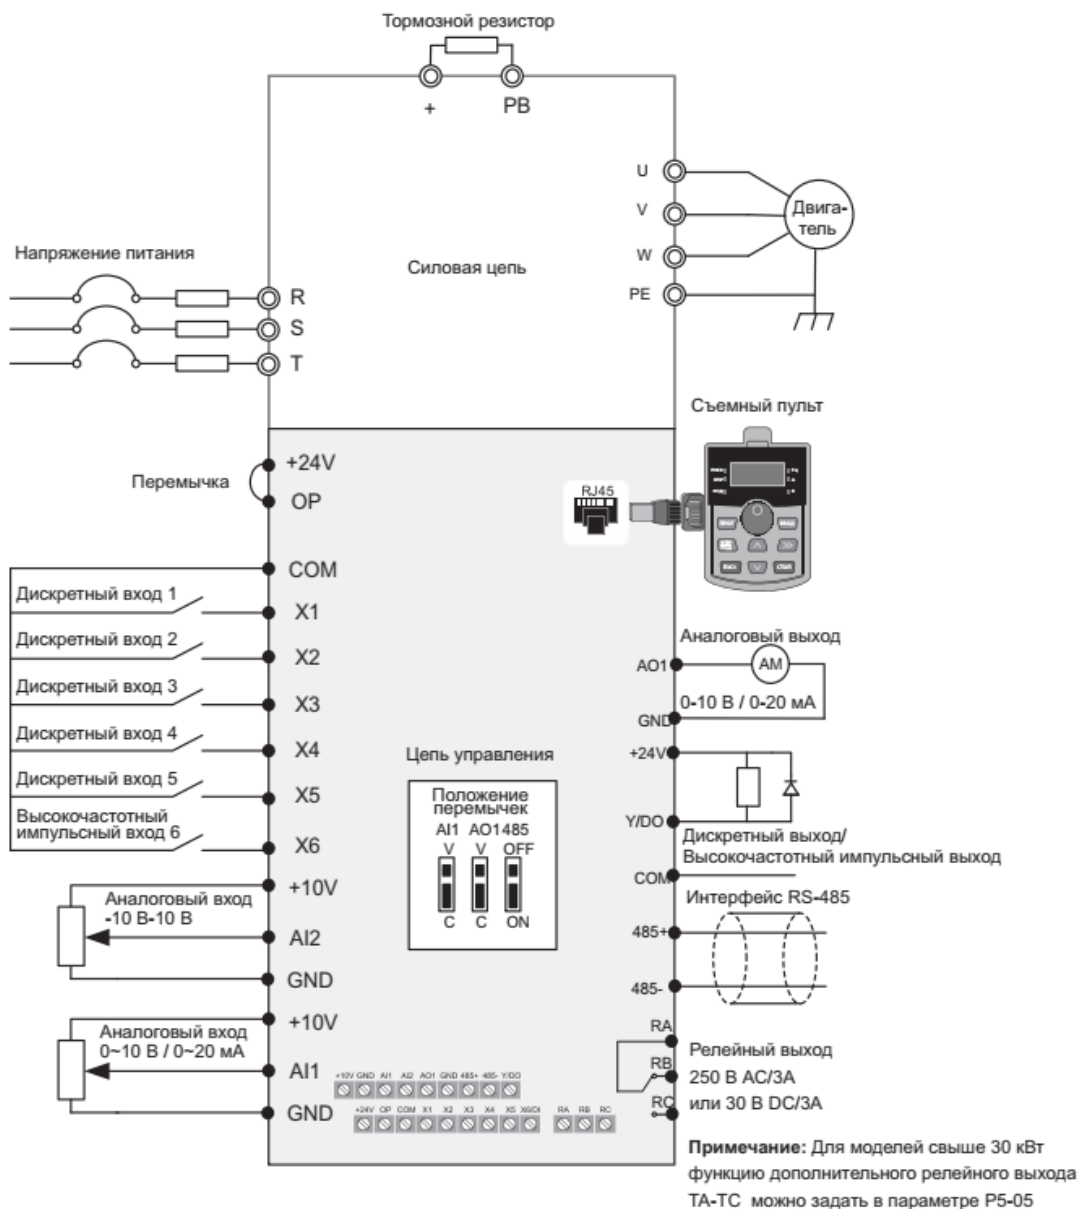 Тормозной резистор
+
PB
U
V
W
PE
Двига-
тель
Напряжение питания
Силовая цепь
R
S
T
Съемный пульт
+24V
Перемычка
OP
RJ45
COM
Дискретный вход 1
X1
Дискретный вход 2
X2
Дискретный вход 3
X3
Дискретный вход 4
X4
Дискретный вход 5
X5
Высокочастотный
импульсный вход 6
X6
Аналоговый выход
AO1
AM
0-10 В / 0-20 мА
GND
+24V
Y/DO
Дискретный выход/
Высокочастотный импульсный выход
COM
Цепь управления
Положение
перемычек
AI1 AO1 485
V V OFF
C C ON
+10V
Аналоговый вход
-10 В-10 В
AI2
GND
Интерфейс RS-485
485+
485-
+10V
Аналоговый вход
0~10 В / 0~20 мА
AI1
GND
+10V GND AI1 AI2 AO1 GND 485+ 485- Y/DO
+24V OP COM X1 X2 X3 X4 X5 X6/DI RA RB RC
RA
Релейный выход
RB
250 В AC/3A
RC
или 30 В DC/3A
Примечание: Для моделей свыше 30 кВт
функцию дополнительного релейного выхода
TA-TC можно задать в параметре P5-05